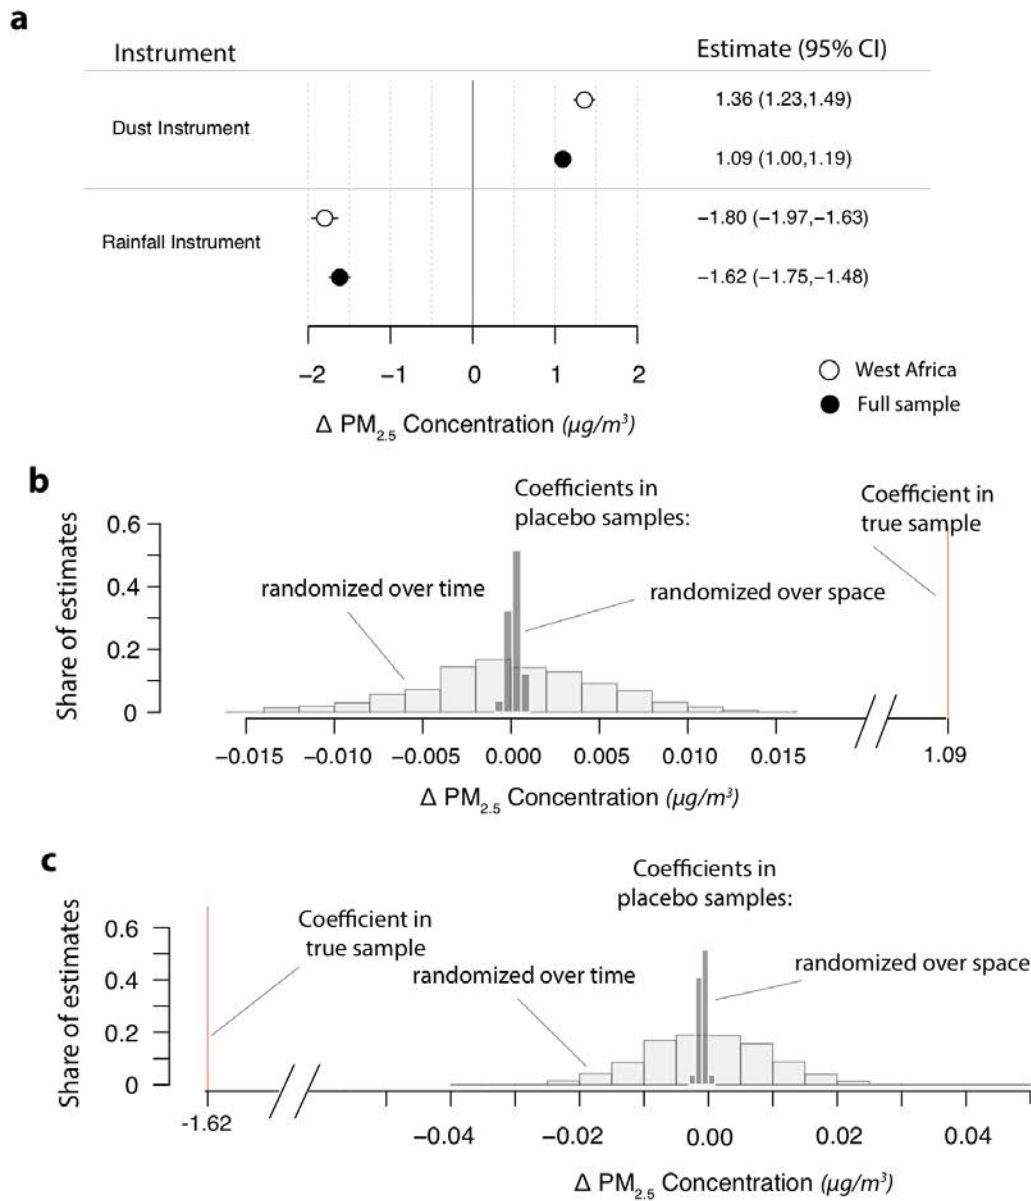 a
Instrument
Estimate (95% CI)
Dust Instrument
1.36 (1.23,1.49)
1.09 (1.00,1.19)
Rainfall Instrument
−1.80 (−1.97,−1.63)
−1.62 (−1.75,−1.48)
−2 −1 0 1 2
Δ PM2.5 Concentration (µg/m³)
West Africa
Full sample
b
Coefficients in
placebo samples:
Coefficient in
true sample
randomized over time
randomized over space
Share of estimates
0.6
0.4
0.2
0
−0.015 −0.010 −0.005 0.000 0.005 0.010 0.015 1.09
Δ PM2.5 Concentration (µg/m³)
c
Coefficients in
placebo samples:
Coefficient in
true sample
randomized over time
randomized over space
Share of estimates
0.6
0.4
0.2
0
-1.62 −0.04 −0.02 0.00 0.02 0.04
Δ PM2.5 Concentration (µg/m³)